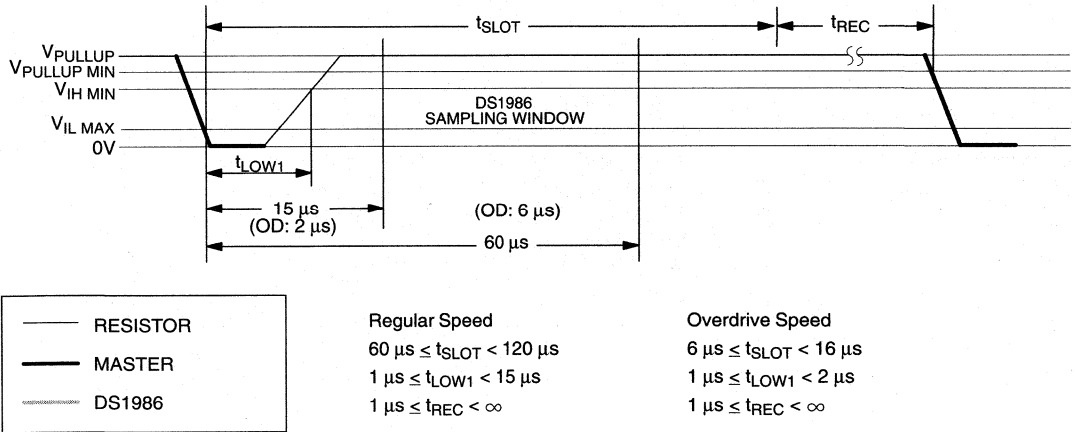 tSLOT
tREC
VPULLUP
VPULLUP MIN
VIH MIN
DS1986
SAMPLING WINDOW
VIL MAX
0V
tLOW1
15 µs
(OD: 2 µs)
(OD: 6 µs)
60 µs
RESISTOR
MASTER
DS1986
Regular Speed
60 µs ≤ tSLOT < 120 µs
1 µs ≤ tLOW1 < 15 µs
1 µs ≤ tREC < ∞
Overdrive Speed
6 µs ≤ tSLOT < 16 µs
1 µs ≤ tLOW1 < 2 µs
1 µs ≤ tREC < ∞